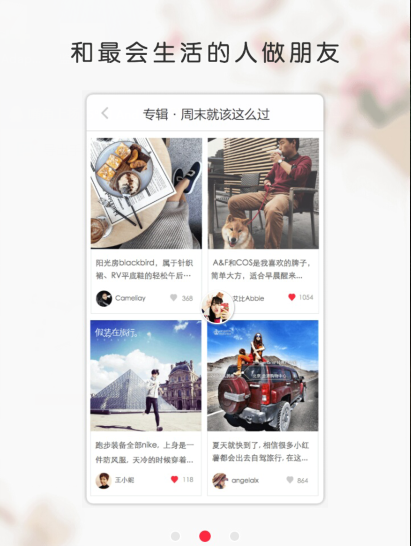 和最会生活的人做朋友
专辑·周末就该这么过
阳光房blackbird，属于针织
裙、RV平底鞋的轻松午后…
Cameliay
368
A&F和COS是我喜欢的牌子，
简单大方，适合早晨醒来...
艾比Abbie
1054
假装在旅行。
跑步装备全部nike，上身是一
件防风服，天冷的时候穿着...
王小妮
118
夏天就快到了，相信很多小红
薯都会出去自驾旅行，在这...
angelalx
864